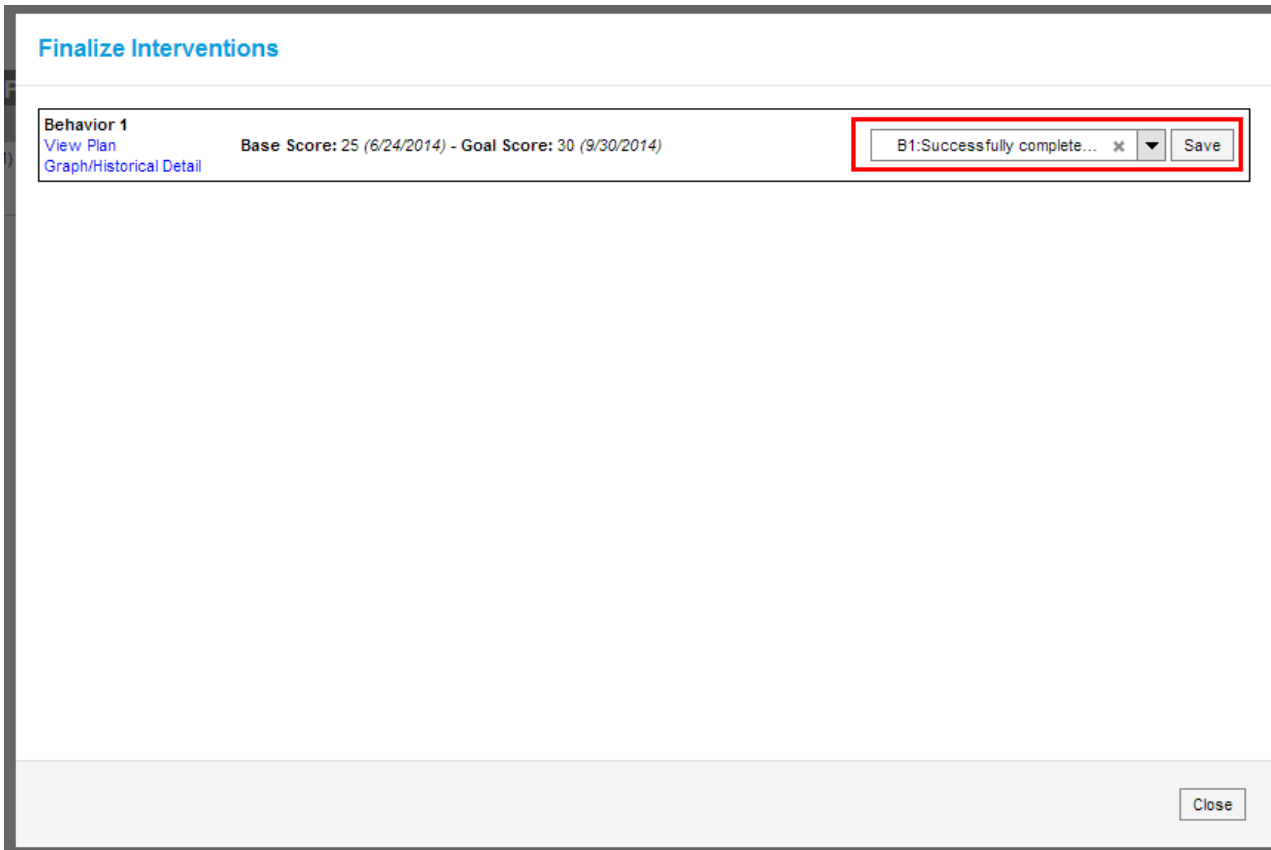 Finalize Interventions
Behavior 1
View Plan
Graph/Historical Detail
Base Score: 25 (6/24/2014) - Goal Score: 30 (9/30/2014)
B1:Successfully complete...
Save
Close